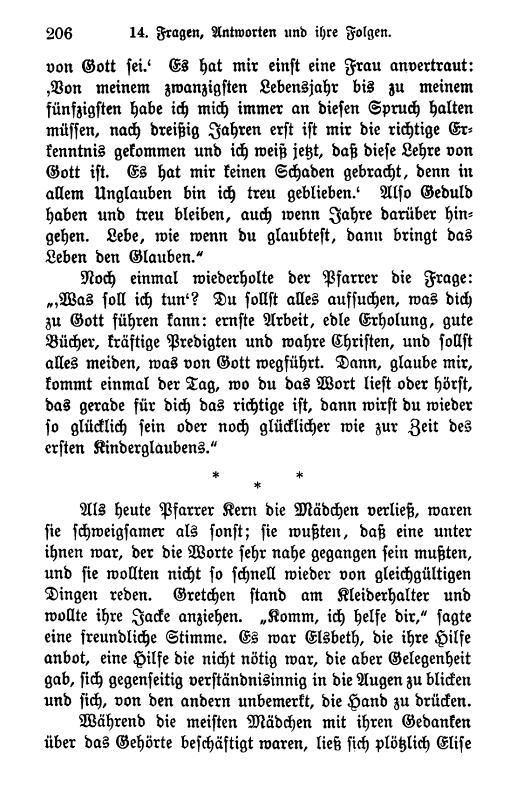 206 14. Fragen, Antworten und ihre Folgen.
von Gott sei.‘ Es hat mir einst eine Frau anvertraut:
‚Von meinem zwanzigsten Lebensjahr bis zu meinem
fünfzigsten habe ich mich immer an diesen Spruch halten
müssen, nach dreißig Jahren erst ist mir die richtige Er-
kenntnis gekommen und ich weiß jetzt, daß diese Lehre von
Gott ist. Es hat mir keinen Schaden gebracht, denn in
allem Unglauben bin ich treu geblieben.‘ Also Geduld
haben und treu bleiben, auch wenn Jahre darüber hin-
gehen. Lebe, wie wenn du glaubtest, dann bringt das
Leben den Glauben.“
Noch einmal wiederholte der Pfarrer die Frage:
„‚Was soll ich tun‘? Du sollst alles aufsuchen, was dich
zu Gott führen kann: ernste Arbeit, edle Erholung, gute
Bücher, kräftige Predigten und wahre Christen, und sollst
alles meiden, was von Gott wegführt. Dann, glaube mir,
kommt einmal der Tag, wo du das Wort liest oder hörst,
das gerade für dich das richtige ist, dann wirst du wieder
so glücklich sein oder noch glücklicher wie zur Zeit des
ersten Kinderglaubens.“
* * *
Als heute Pfarrer Kern die Mädchen verließ, waren
sie schweigsamer als sonst; sie wußten, daß eine unter
ihnen war, der die Worte sehr nahe gegangen sein mußten,
und sie wollten nicht so schnell wieder von gleichgültigen
Dingen reden. Gretchen stand am Kleiderhalter und
wollte ihre Jacke anziehen. „Komm, ich helfe dir,“ sagte
eine freundliche Stimme. Es war Elsbeth, die ihre Hilfe
anbot, eine Hilfe die nicht nötig war, die aber Gelegenheit
gab, sich gegenseitig verständnisinnig in die Augen zu blicken
und sich, von den andern unbemerkt, die Hand zu drücken.
Während die meisten Mädchen mit ihren Gedanken
über das Gehörte beschäftigt waren, ließ sich plötzlich Elise